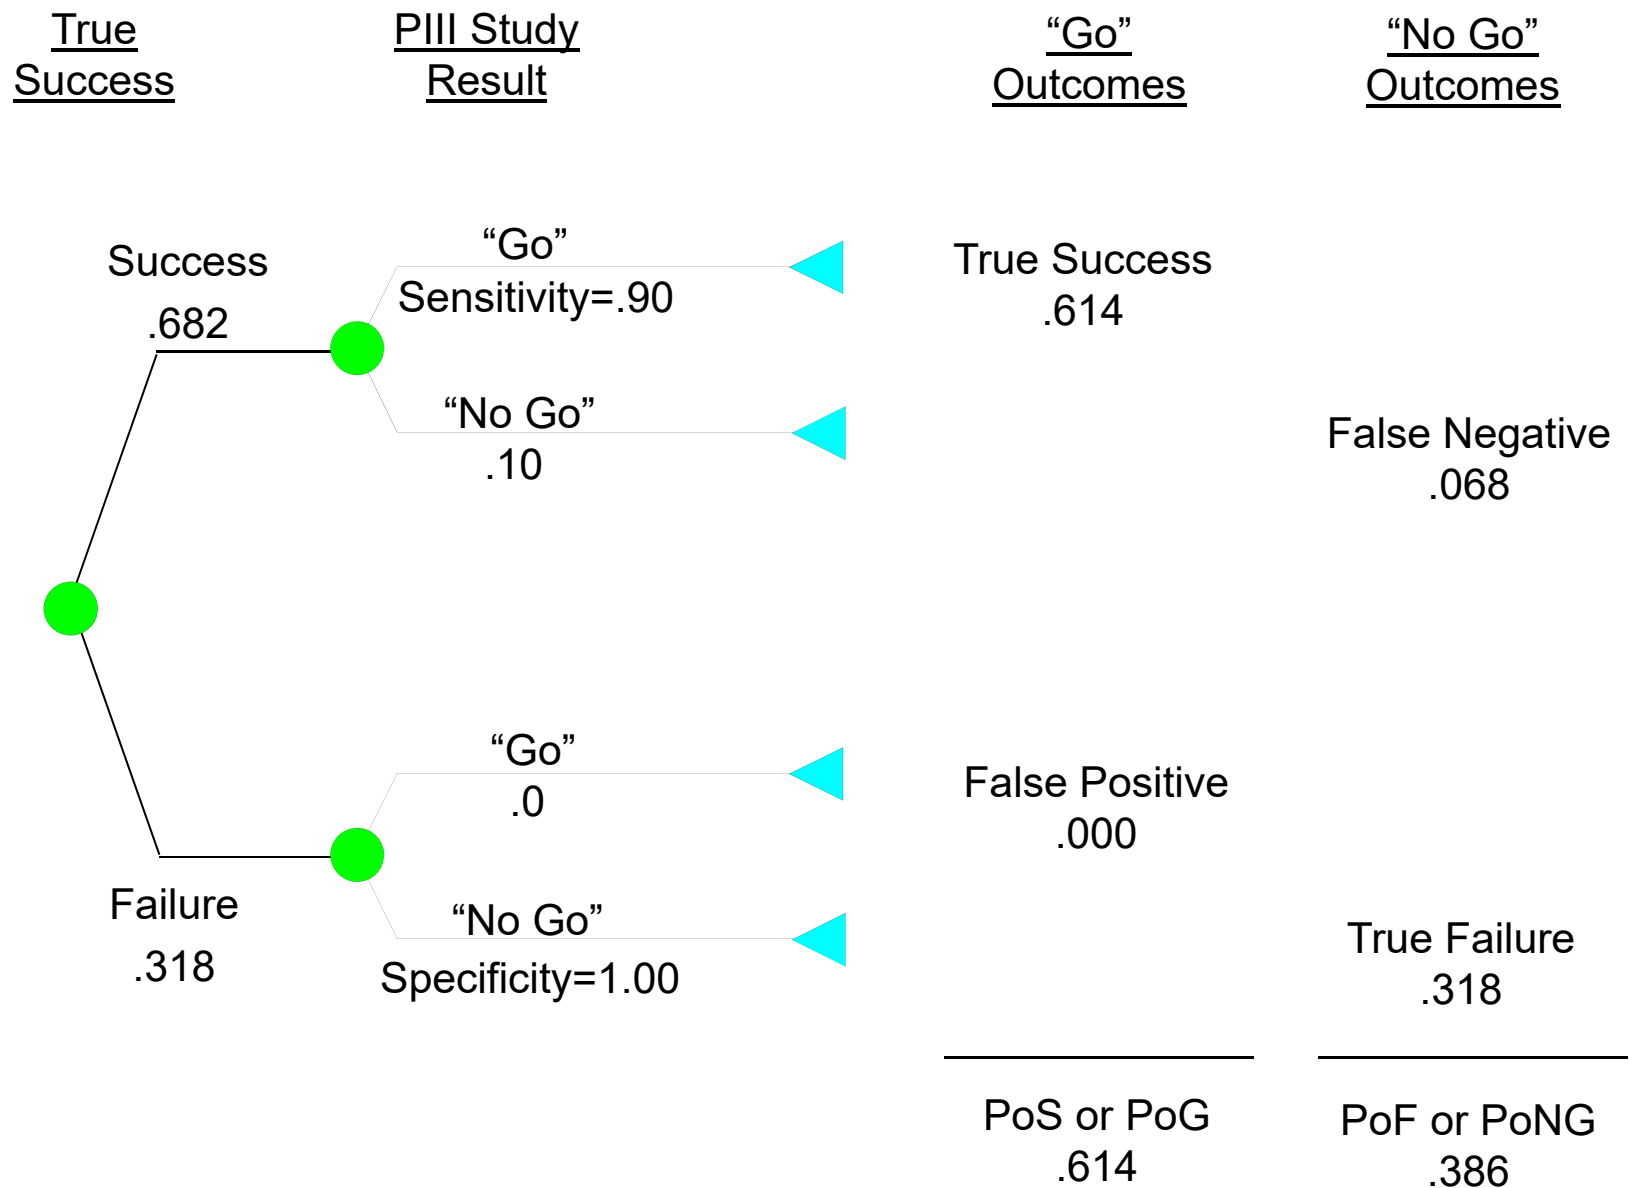 True
Success
PIII Study
Result
“Go”
Outcomes
“No Go”
Outcomes
Success
.682
“Go”
Sensitivity=.90
True Success
.614
“No Go”
.10
False Negative
.068
“Go”
.0
False Positive
.000
Failure
.318
“No Go”
Specificity=1.00
True Failure
.318
PoS or PoG
.614
PoF or PoNG
.386